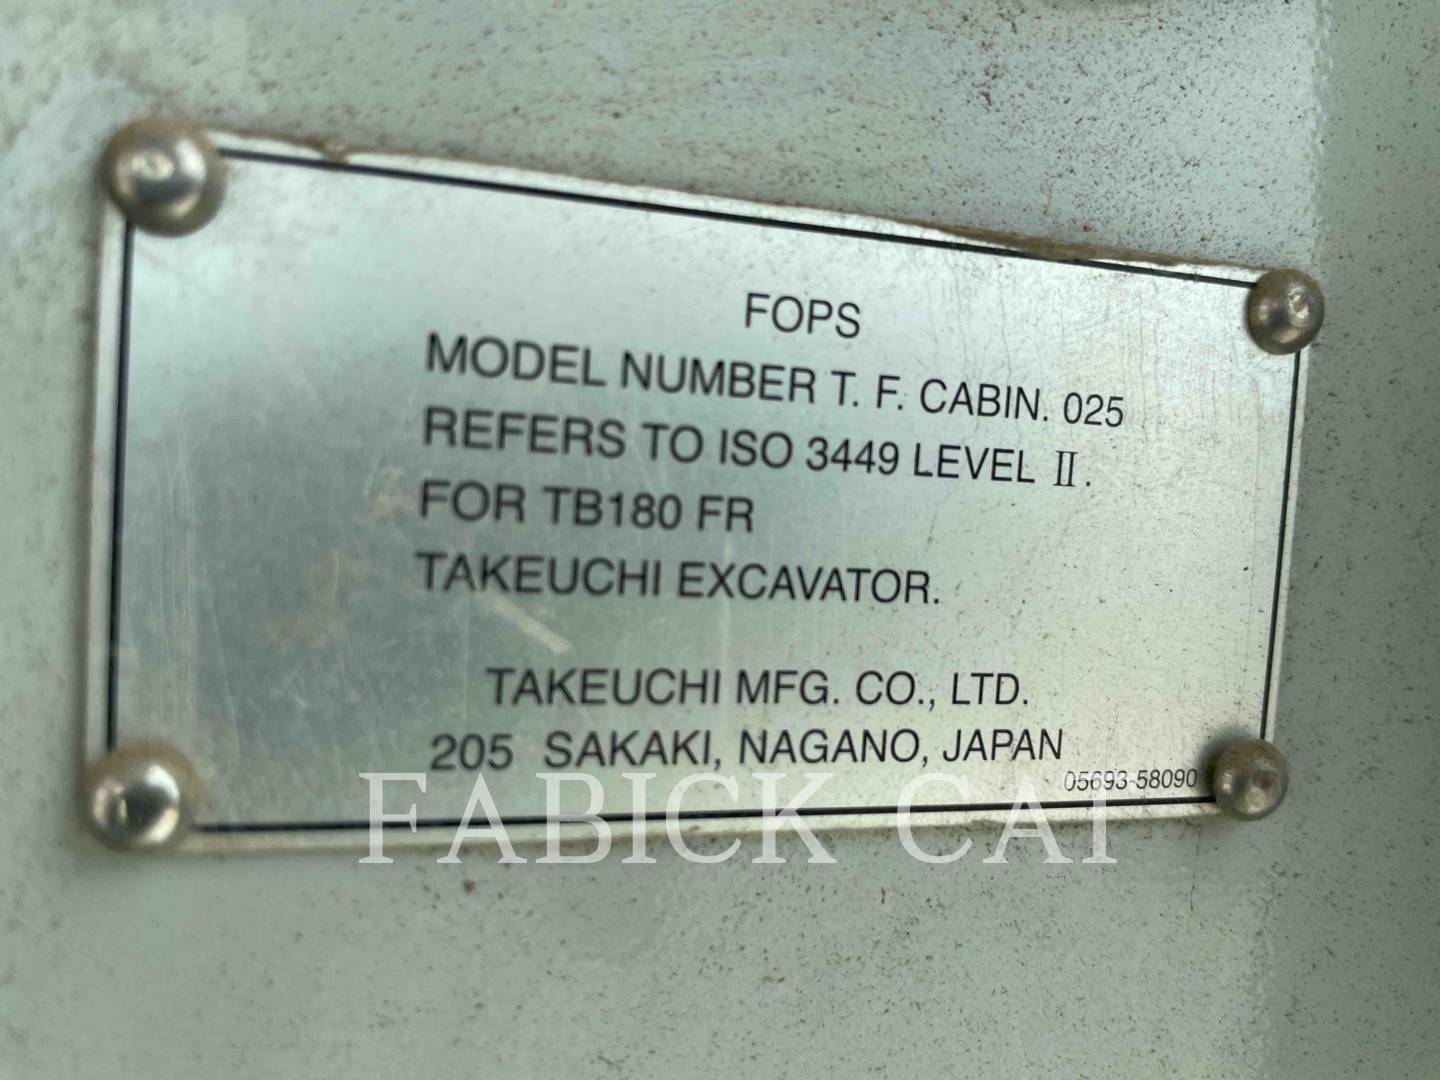 FOPS
MODEL NUMBER T. F. CABIN. 025
REFERS TO ISO 3449 LEVEL Ⅱ.
FOR TB180 FR
TAKEUCHI EXCAVATOR.
TAKEUCHI MFG. CO., LTD.
205 SAKAKI, NAGANO, JAPAN
05693-58090
FABICK CAT